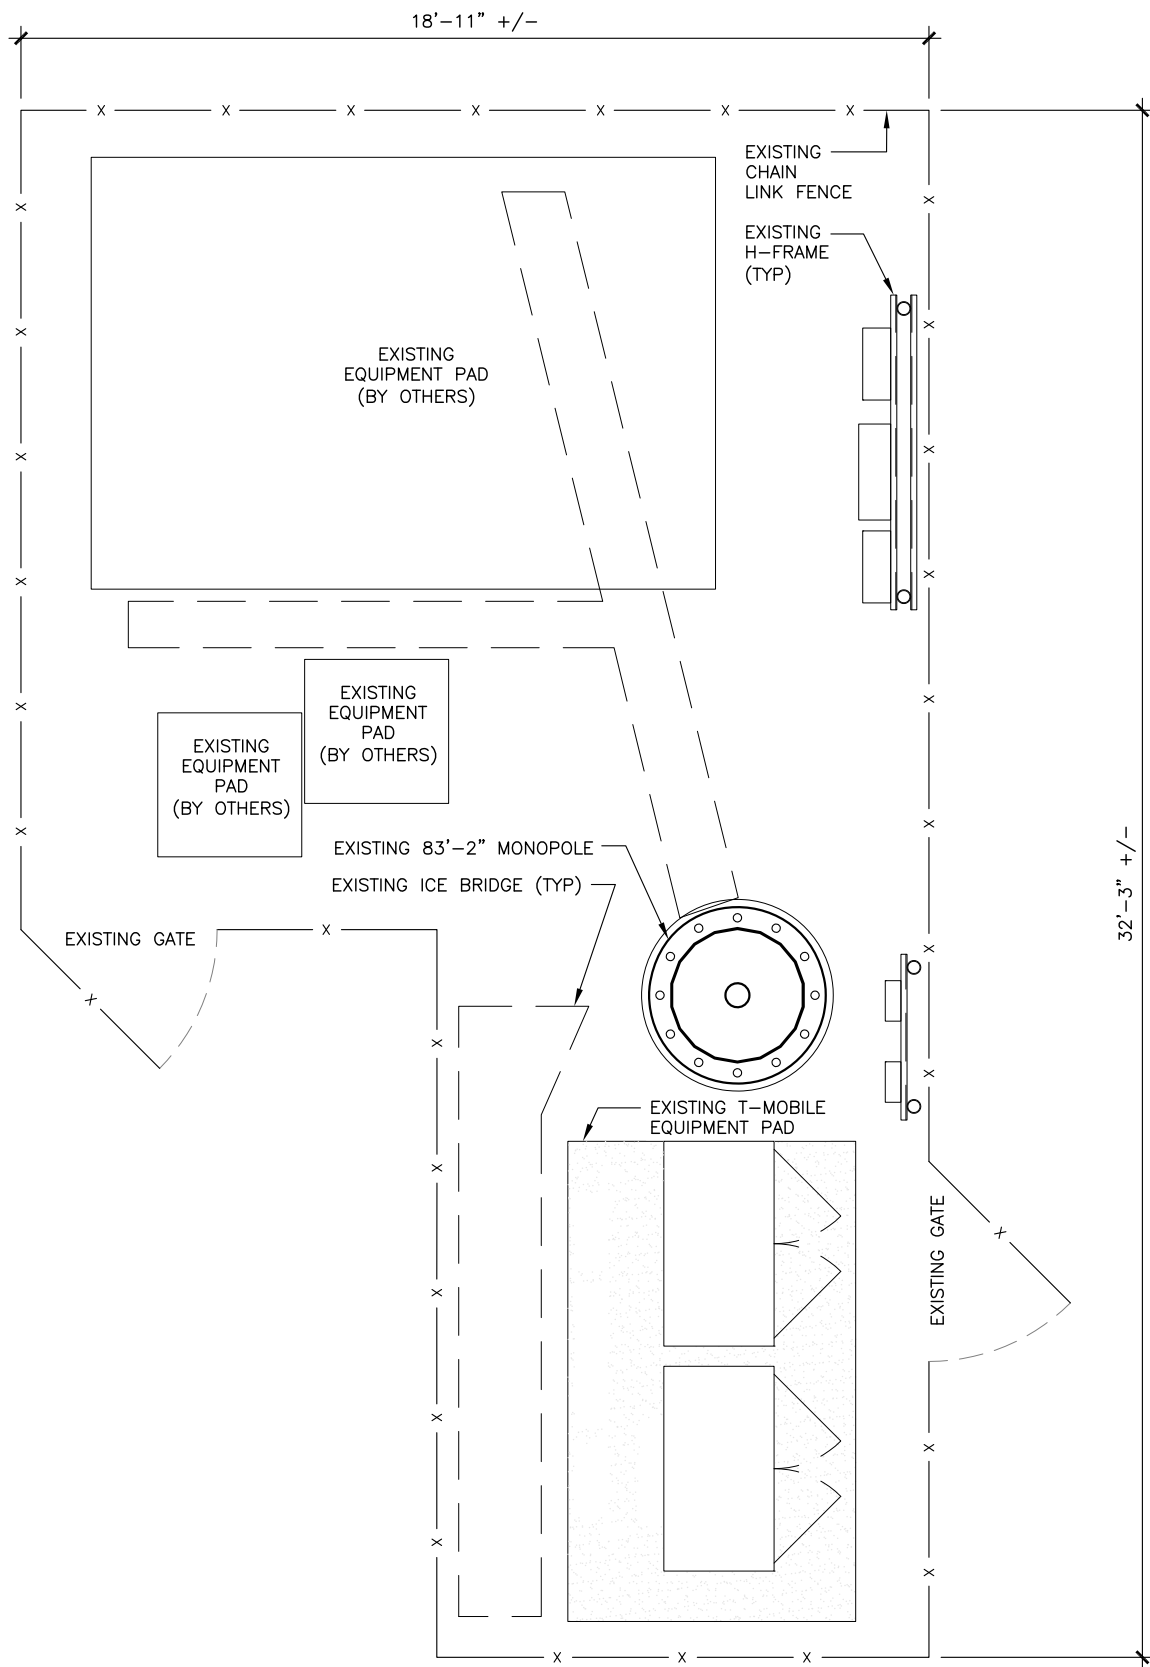 18'-11" +/-
EXISTING
CHAIN
LINK FENCE
EXISTING
H-FRAME
(TYP)
EXISTING
EQUIPMENT PAD
(BY OTHERS)
EXISTING
EQUIPMENT
PAD
(BY OTHERS)
EXISTING
EQUIPMENT
PAD
(BY OTHERS)
EXISTING 83'-2" MONOPOLE
EXISTING ICE BRIDGE (TYP)
32'-3" +/-
EXISTING GATE
EXISTING T-MOBILE
EQUIPMENT PAD
EXISTING GATE